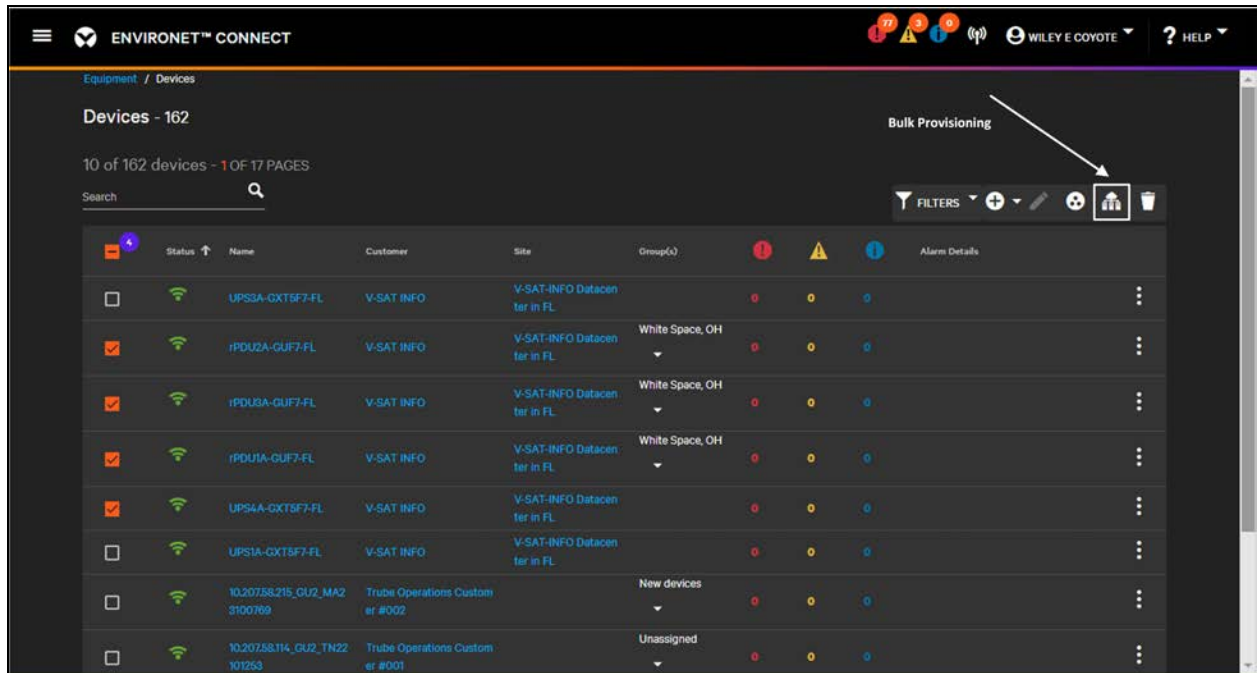 ENVIRONET™ CONNECT
77
3
0
WILEY E COYOTE
? HELP
Equipment / Devices
Devices - 162
Bulk Provisioning
10 of 162 devices - 1 OF 17 PAGES
Search
FILTERS
4
Status Name Customer Site Group(s) Alarm Details
UPS3A-GXT5F7-FL V-SAT INFO V-SAT-INFO Datacen 0 0 0
ter in FL
White Space, OH
rPDU2A-GUF7-FL V-SAT INFO V-SAT-INFO Datacen 0 0 0
ter in FL
White Space, OH
rPDU3A-GUF7-FL V-SAT INFO V-SAT-INFO Datacen 0 0 0
ter in FL
White Space, OH
rPDU1A-GUF7-FL V-SAT INFO V-SAT-INFO Datacen 0 0 0
ter in FL
UPS4A-GXT5F7-FL V-SAT INFO V-SAT-INFO Datacen 0 0 0
ter in FL
UPS1A-GXT5F7-FL V-SAT INFO V-SAT-INFO Datacen 0 0 0
ter in FL
New devices
10.207.58.215_GU2_MA2 Trube Operations Custom 0 0 0
3100769 er #002
Unassigned
10.207.58.114_GU2_TN22 Trube Operations Custom 0 0 0
101253 er #001